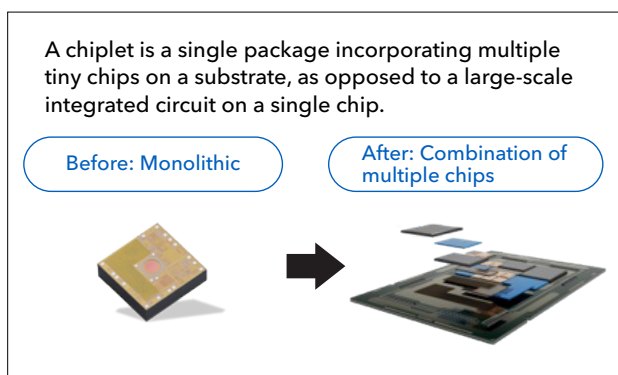 A chiplet is a single package incorporating multiple
tiny chips on a substrate, as opposed to a large-scale
integrated circuit on a single chip.
Before: Monolithic
After: Combination of
multiple chips